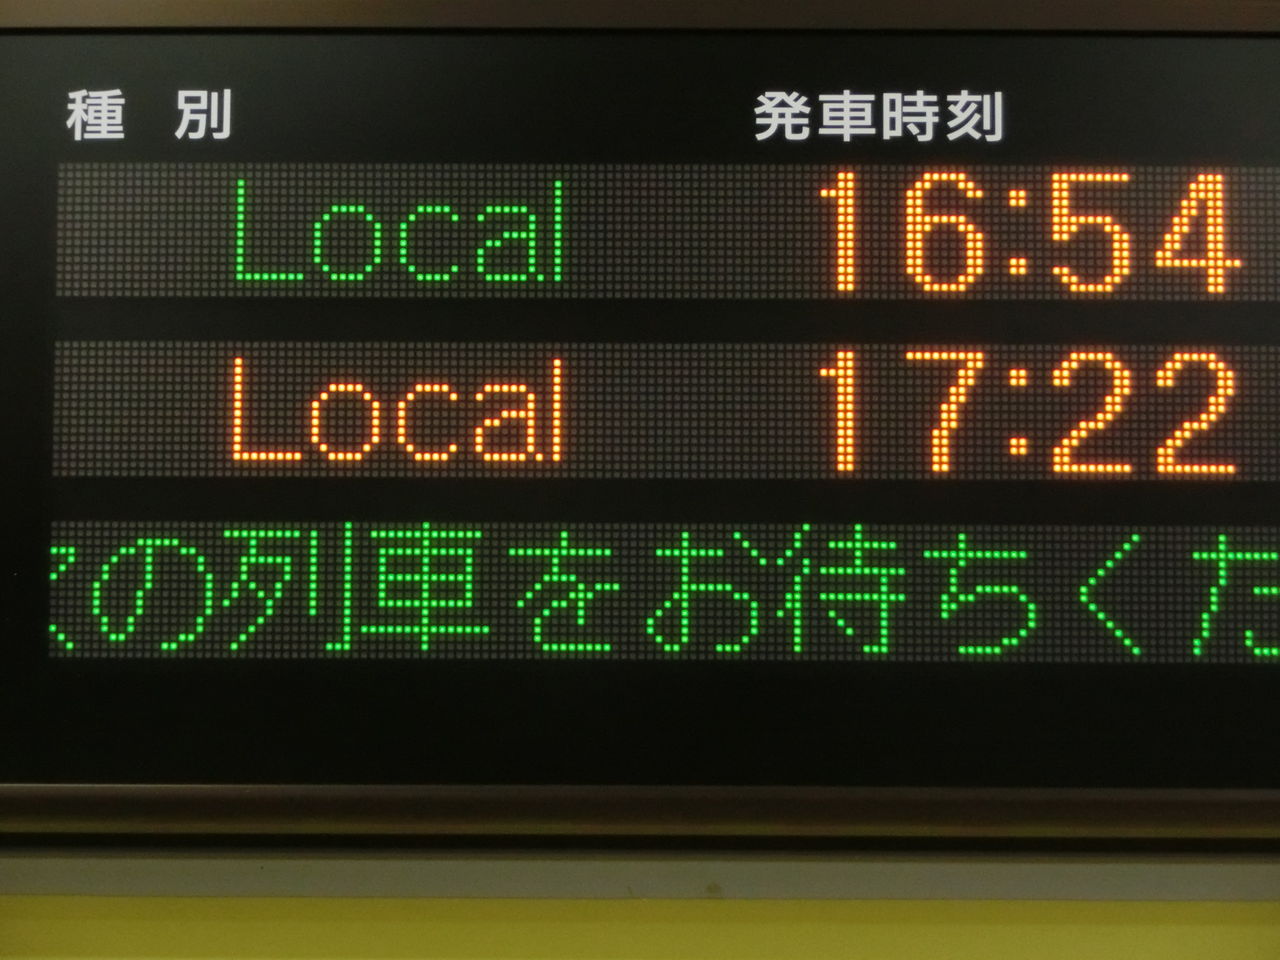 種 別 発車時刻
Local 16:54
Local 17:22
の列車をお待ちくだ